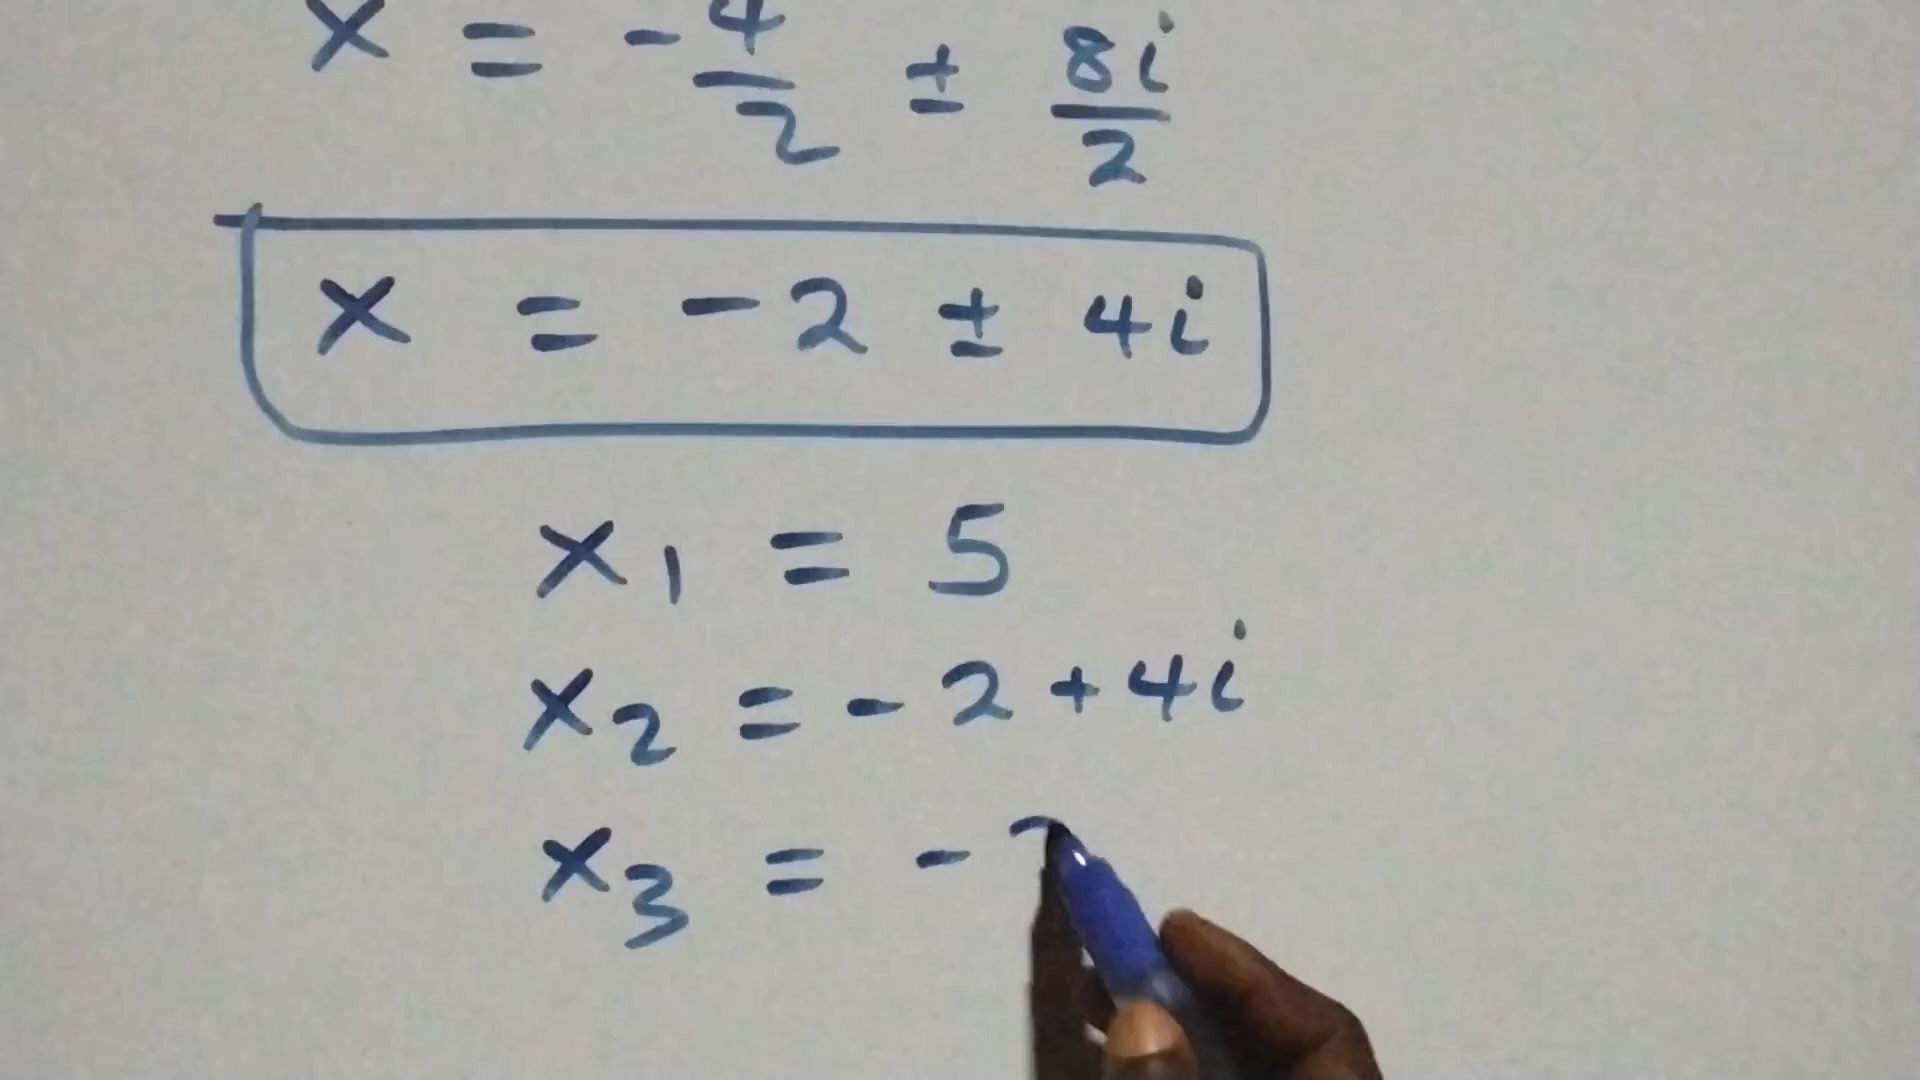 x = -4/2 ± 8i/2
x = -2 ± 4i
x1 = 5
x2 = -2 + 4i
x3 = -